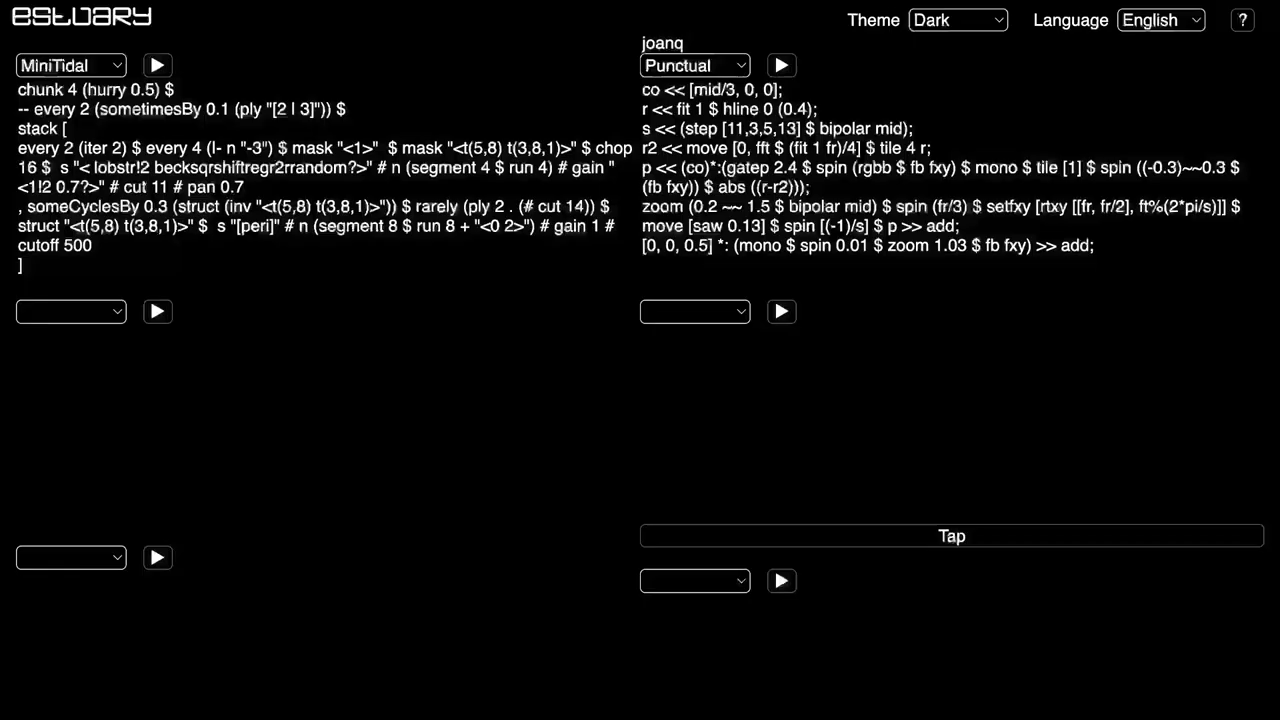 ESTUARY
Theme Dark Language English ?
MiniTidal
chunk 4 (hurry 0.5) $
-- every 2 (sometimesBy 0.1 (ply "[2 | 3]")) $
stack [
every 2 (iter 2) $ every 4 (|- n "-3") $ mask "<1>"  $ mask "<t(5,8) t(3,8,1)>" $ chop
16 $  s "< lobstr!2 becksqrshiftregr2rrandom?>" # n (segment 4 $ run 4) # gain "
<1!2 0.7?>" # cut 11 # pan 0.7
, someCyclesBy 0.3 (struct (inv "<t(5,8) t(3,8,1)>")) $ rarely (ply 2 . (# cut 14)) $
struct "<t(5,8) t(3,8,1)>" $  s "[peri]" # n (segment 8 $ run 8 + "<0 2>") # gain 1 #
cutoff 500
]
joanq
Punctual
co << [mid/3, 0, 0];
r << fit 1 $ hline 0 (0.4);
s << (step [11,3,5,13] $ bipolar mid);
r2 << move [0, fft $ (fit 1 fr)/4] $ tile 4 r;
p << (co)*:(gatep 2.4 $ spin (rgbb $ fb fxy) $ mono $ tile [1] $ spin ((-0.3)~~0.3 $
(fb fxy)) $ abs ((r-r2)));
zoom (0.2 ~~ 1.5 $ bipolar mid) $ spin (fr/3) $ setfxy [rtxy [[fr, fr/2], ft%(2*pi/s)]] $
move [saw 0.13] $ spin [(-1)/s] $ p >> add;
[0, 0, 0.5] *: (mono $ spin 0.01 $ zoom 1.03 $ fb fxy) >> add;
Tap